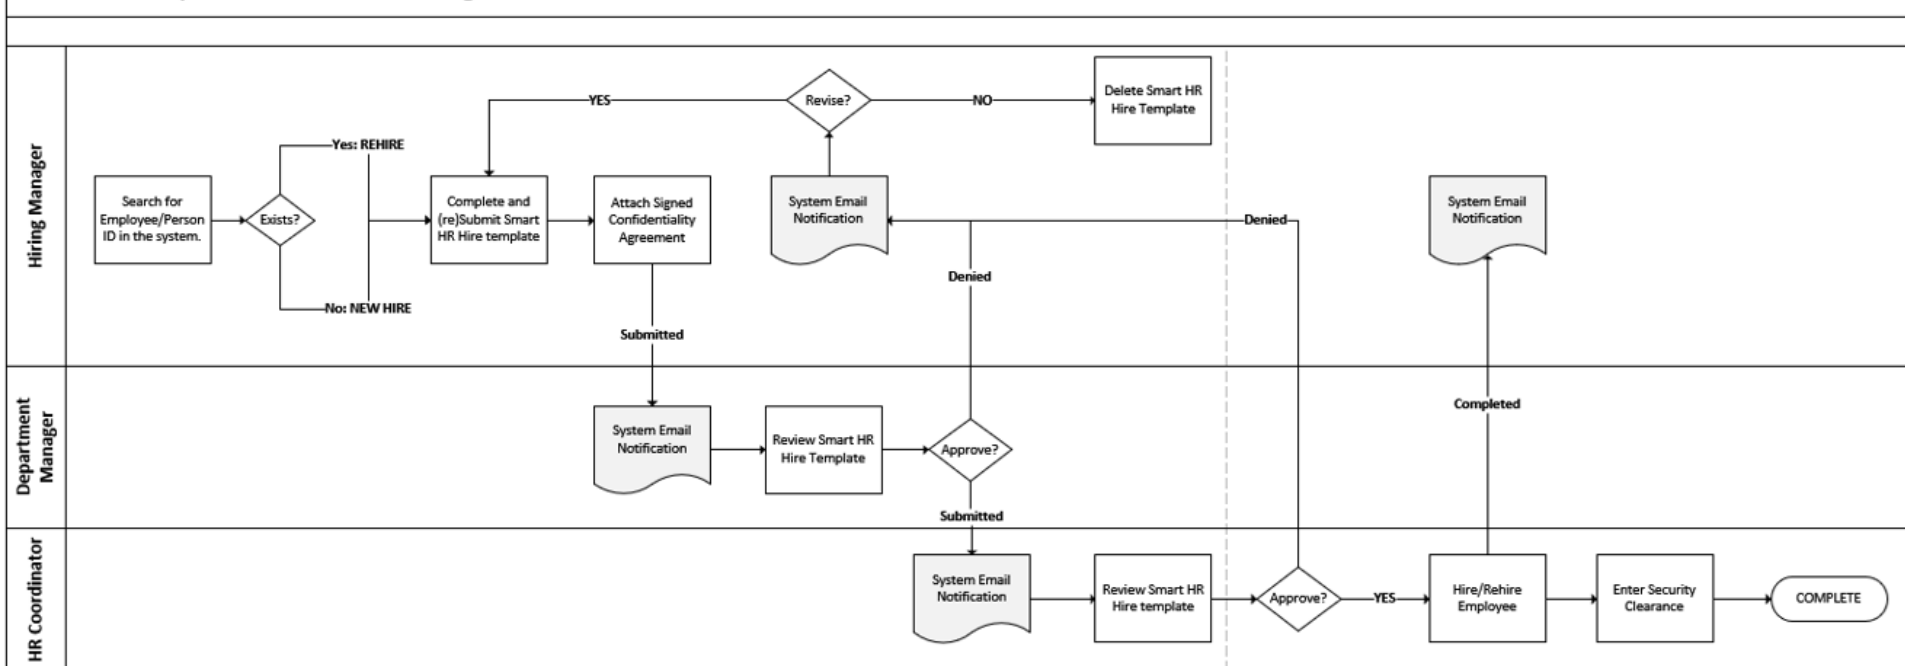 Hiring Manager
Search for
Employee/Person
ID in the system.
Exists?
Yes: REHIRE
No: NEW HIRE
Complete and
(re)Submit Smart
HR Hire template
Attach Signed
Confidentiality
Agreement
YES
Revise?
NO
Delete Smart HR
Hire Template
System Email
Notification
Denied
Denied
System Email
Notification
Submitted
Department
Manager
System Email
Notification
Review Smart HR
Hire Template
Approve?
Completed
Submitted
HR Coordinator
System Email
Notification
Review Smart HR
Hire template
Approve?
YES
Hire/Rehire
Employee
Enter Security
Clearance
COMPLETE